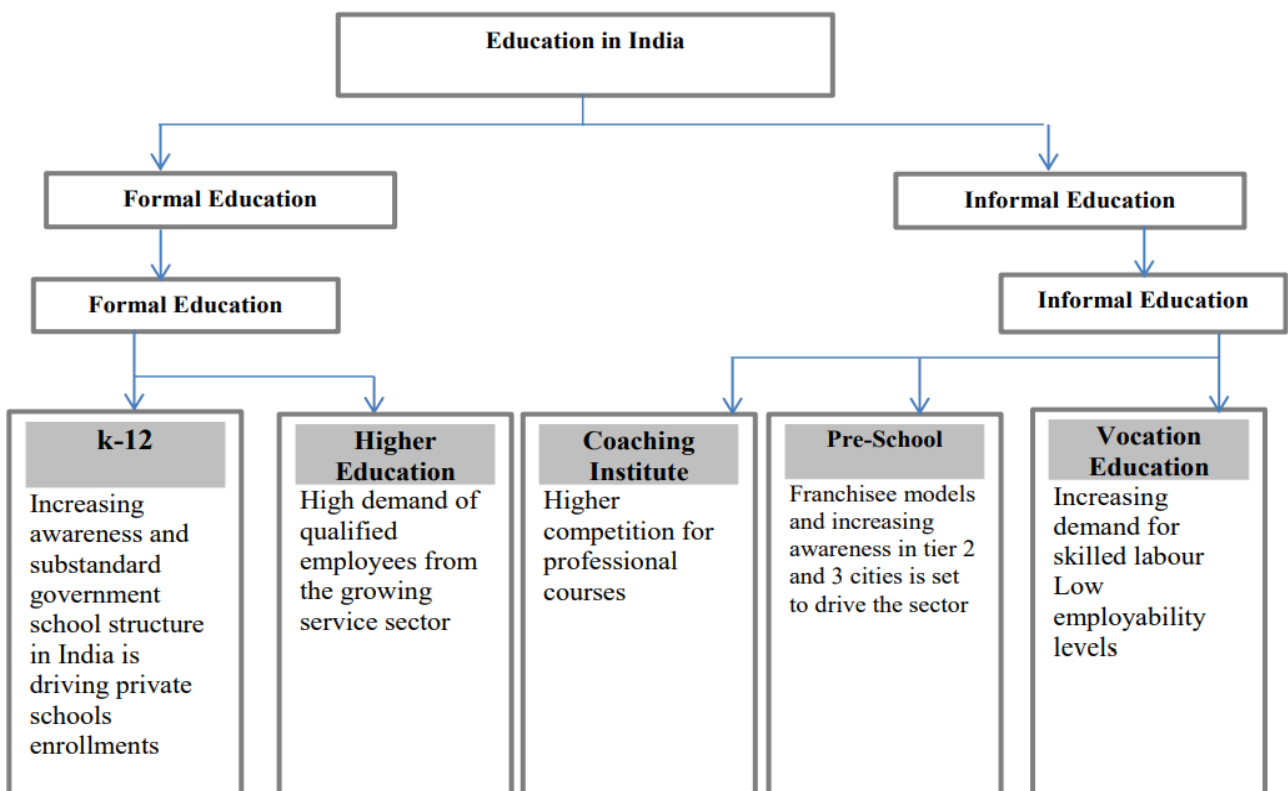 Education in India
Formal Education
Informal Education
Formal Education
Informal Education
k-12
Increasing
awareness and
substandard
government
school structure
in India is
driving private
schools
enrollments
Higher
Education
High demand of
qualified
employees from
the growing
service sector
Coaching
Institute
Higher
competition for
professional
courses
Pre-School
Franchisee models
and increasing
awareness in tier 2
and 3 cities is set
to drive the sector
Vocation
Education
Increasing
demand for
skilled labour
Low
employability
levels